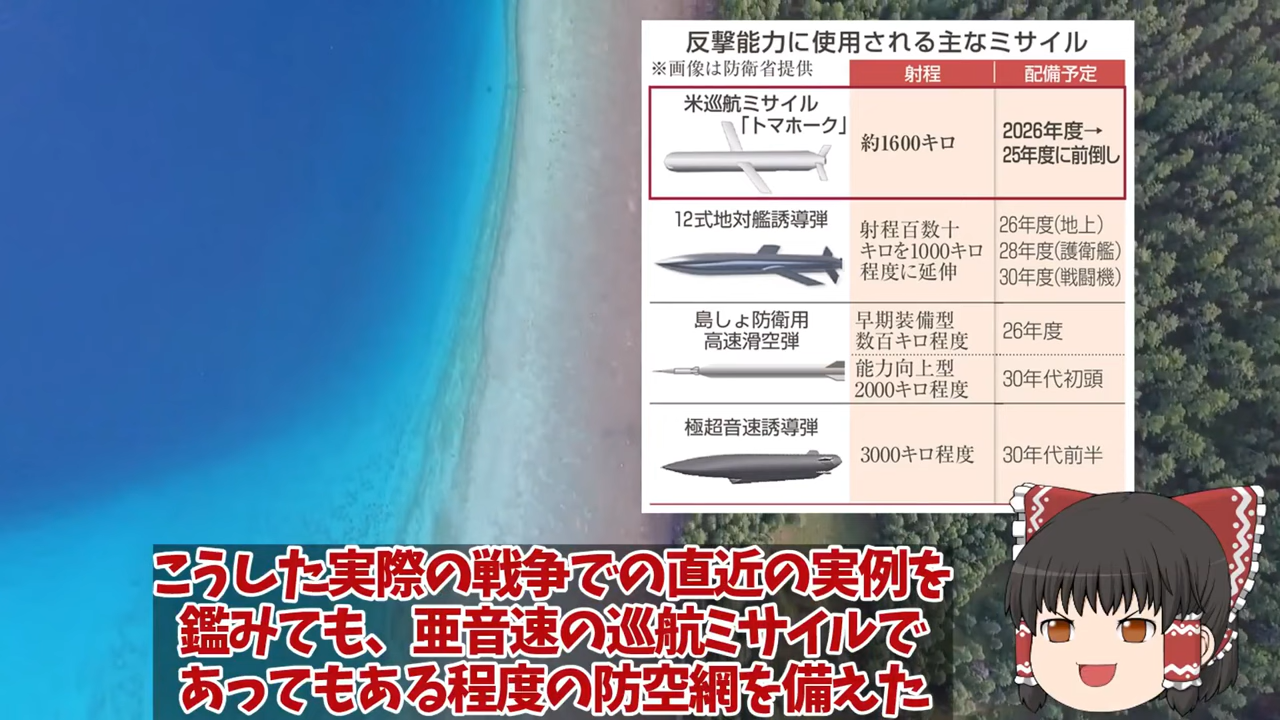 反撃能力に使用される主なミサイル
※画像は防衛省提供
射程
配備予定
米巡航ミサイル
「トマホーク」
約1600キロ
2026年度→
25年度に前倒し
12式地対艦誘導弾
射程百数十
キロを1000キロ
程度に延伸
26年度(地上)
28年度(護衛艦)
30年度(戦闘機)
島しょ防衛用
高速滑空弾
早期装備型
数百キロ程度
26年度
能力向上型
2000キロ程度
30年代初頭
極超音速誘導弾
3000キロ程度
30年代前半
こうした実際の戦争での直近の実例を
鑑みても、亜音速の巡航ミサイルで
あってもある程度の防空網を備えた